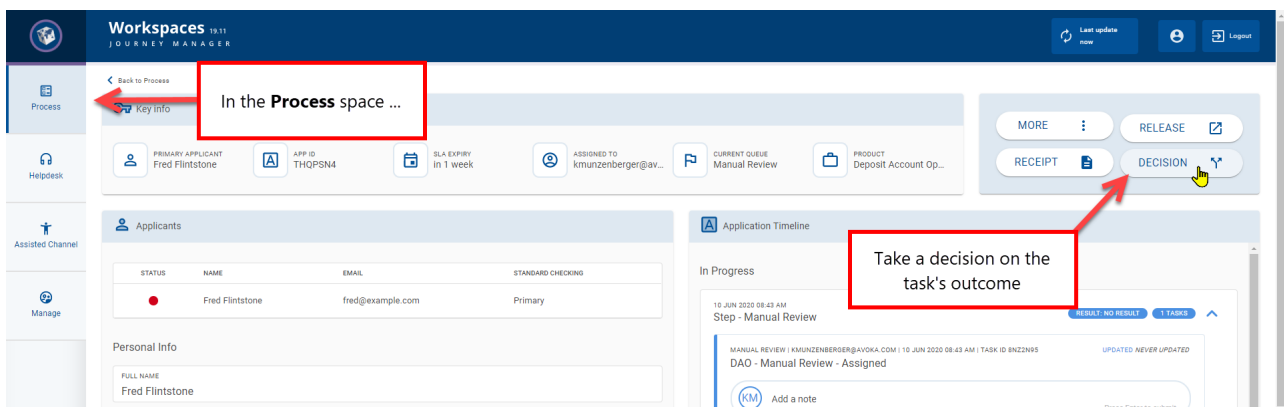 Workspaces 19.11
JOURNEY MANAGER
Last update
now
Logout
Process
Helpdesk
Assisted Channel
Manage
Back to Process
Key info
In the Process space ...
PRIMARY APPLICANT
Fred Flintstone
APP ID
THQPSN4
SLA EXPIRY
in 1 week
ASSIGNED TO
kmunzenberger@av...
CURRENT QUEUE
Manual Review
PRODUCT
Deposit Account Op...
MORE
RELEASE
RECEIPT
DECISION
Take a decision on the
task's outcome
Applicants
STATUS NAME EMAIL STANDARD CHECKING
Fred Flintstone fred@example.com Primary
Personal Info
FULL NAME
Fred Flintstone
Application Timeline
In Progress
10 JUN 2020 08:43 AM
Step - Manual Review
RESULT: NO RESULT 1 TASKS
MANUAL REVIEW | KMUNZENBERGER@AVOKA.COM | 10 JUN 2020 08:43 AM | TASK ID 8NZ2N95
UPDATED NEVER UPDATED
DAO - Manual Review - Assigned
KM Add a note